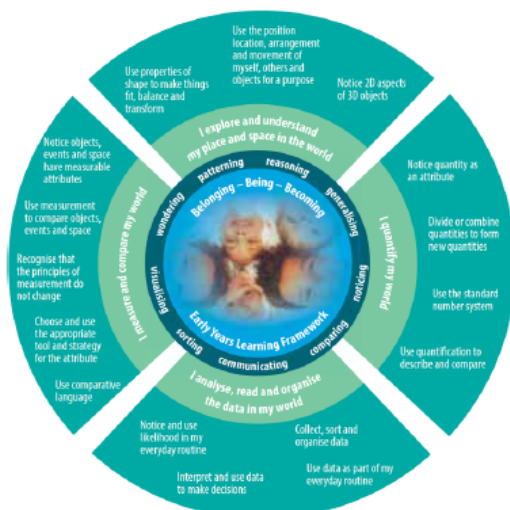 Use properties of
shape to make things
fit, balance and
transform
Use the position
location, arrangement
and movement of
myself, others and
objects for a purpose
Notice 2D aspects
of 3D objects
I explore and understand
my place and space in the world
Notice quantity as
an attribute
Divide or combine
quantities to form
new quantities
Use the standard
number system
Use quantification to
describe and compare
I quantify my world
Collect, sort and
organise data
Use data as part of my
everyday routine
Interpret and use data
to make decisions
Notice and use
likelihood in my
everyday routine
I analyse, read and organise
the data in my world
Notice objects,
events and space
have measurable
attributes
Use measurement
to compare objects,
events and space
Recognise that
the principles of
measurement do
not change
Choose and use
the appropriate
tool and strategy
for the attribute
Use comparative
language
I measure and compare my world
wondering
patterning
reasoning
generalising
noticing
comparing
communicating
sorting
visualising
Belonging – Being – Becoming
Early Years Learning Framework